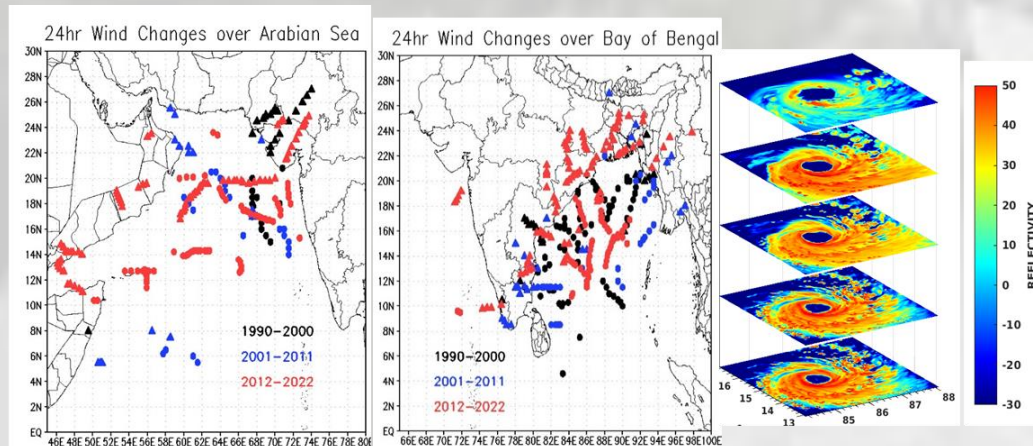 24hr Wind Changes over Arabian Sea
30N
28N
26N
24N
22N
20N
18N
16N
14N
12N
10N
8N
6N
4N
2N
EQ
46E 48E 50E 52E 54E 56E 58E 60E 62E 64E 66E 68E 70E 72E 74E 76E 78E
1990-2000
2001-2011
2012-2022
24hr Wind Changes over Bay of Bengal
30N
28N
26N
24N
22N
20N
18N
16N
14N
12N
10N
8N
6N
4N
2N
EQ
66E 68E 70E 72E 74E 76E 78E 80E 82E 84E 86E 88E 90E 92E 94E 96E 98E 100E
1990-2000
2001-2011
2012-2022
16
15
14
13
85
86
87
88
50
40
30
20
10
0
-10
-20
-30
REFLECTIVITY